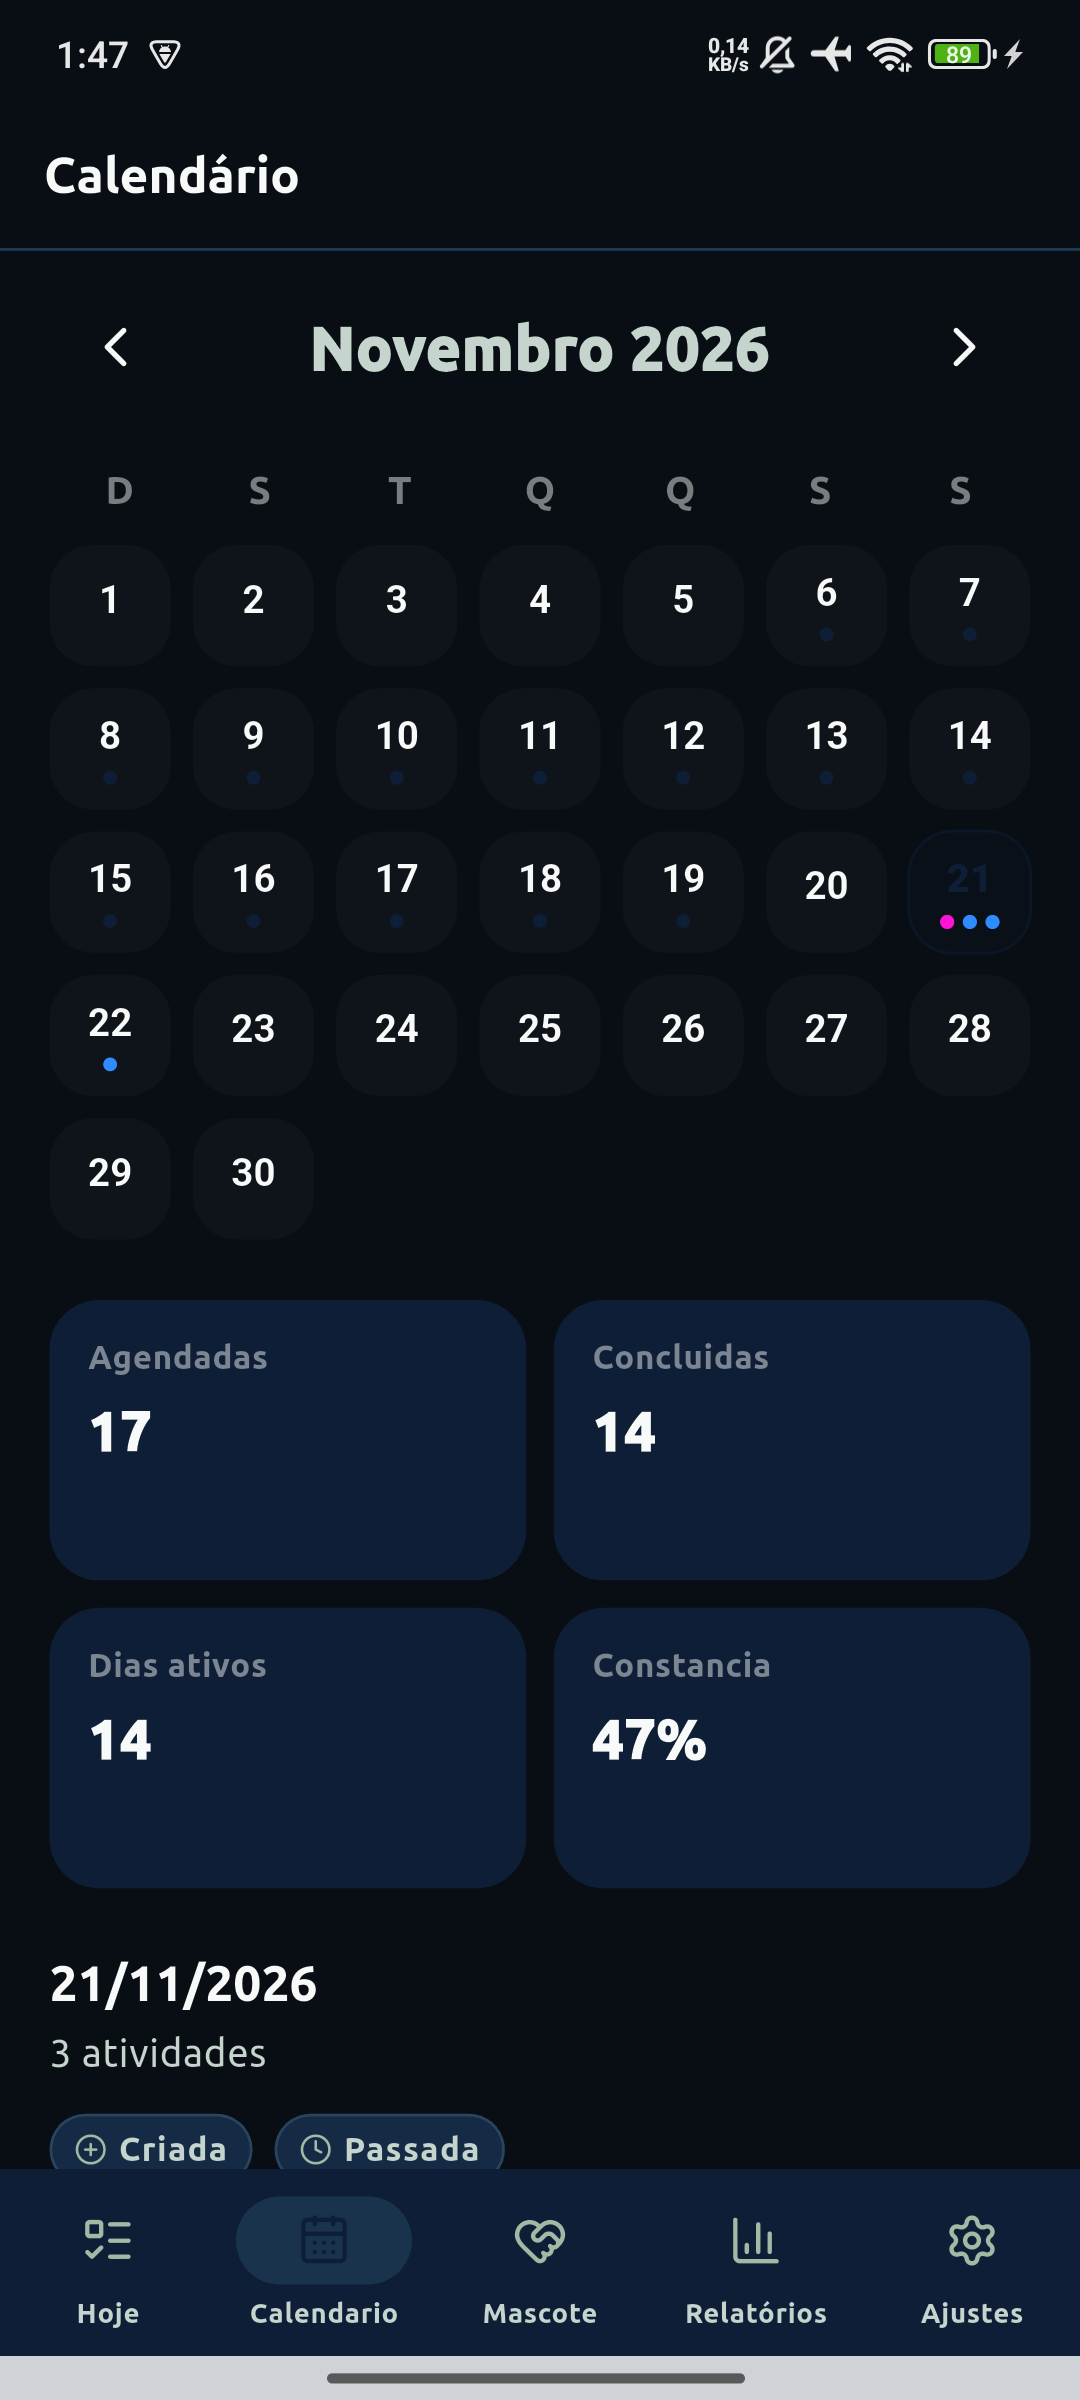 1:47 0,14 KB/s 89
Calendário
Novembro 2026
D S T Q Q S S
1 2 3 4 5 6 7
8 9 10 11 12 13 14
15 16 17 18 19 20 21
22 23 24 25 26 27 28
29 30
Agendadas Concluidas
17 14
Dias ativos Constancia
14 47%
21/11/2026
3 atividades
Criada Passada
Hoje Calendario Mascote Relatórios Ajustes